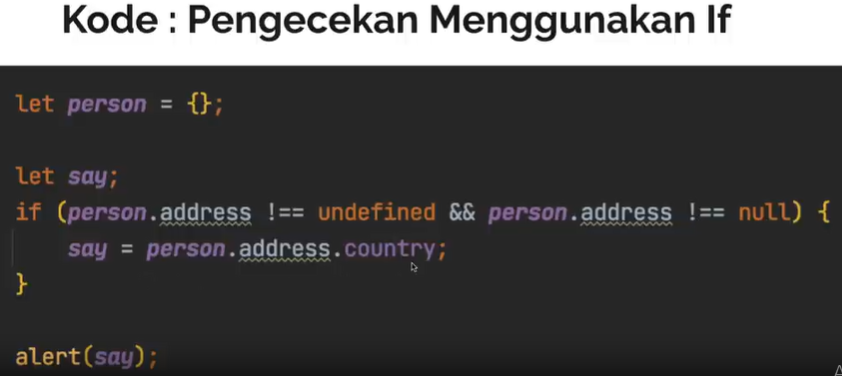 Kode : Pengecekan Menggunakan If
let person = {};
let say;
if (person.address !== undefined && person.address !== null) {
    say = person.address.country;
}
alert(say);